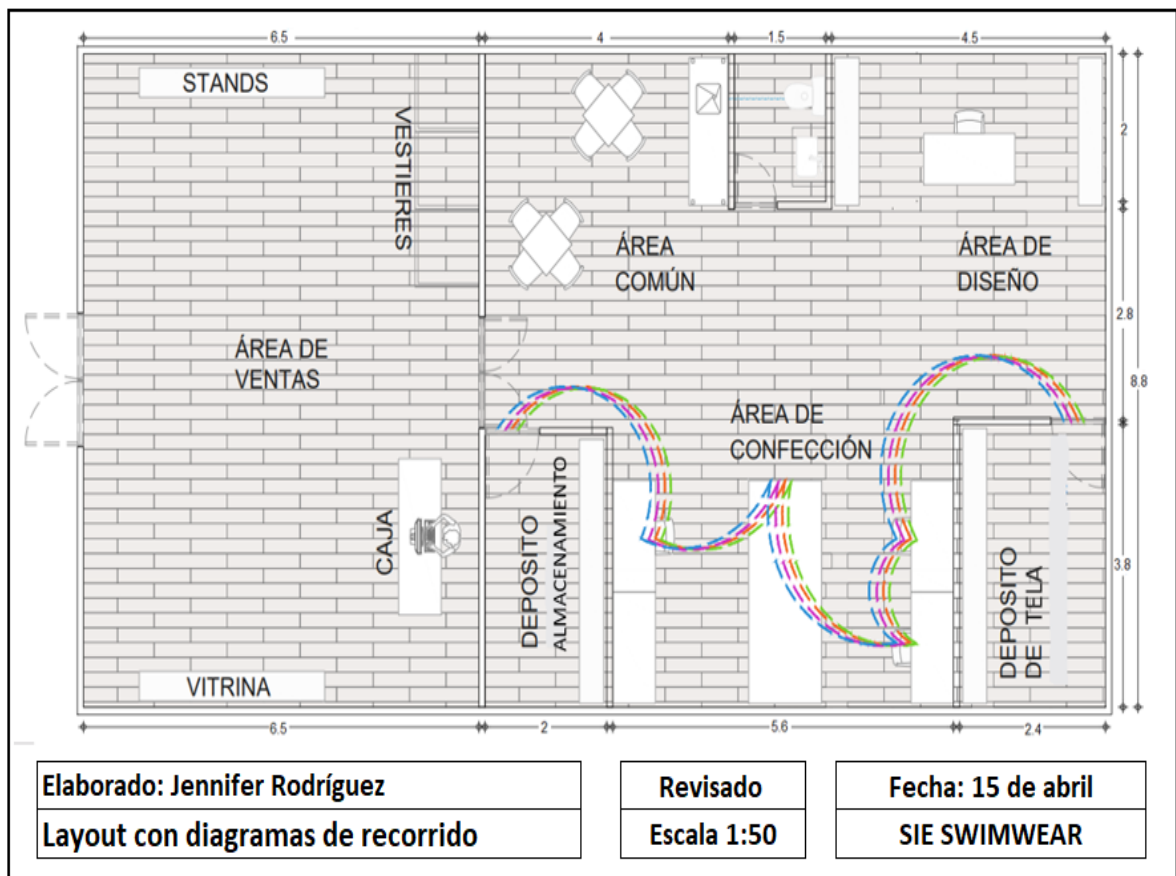 6.5
4
1.5
4.5
STANDS
VESTIERES
2
ÁREA
COMÚN
ÁREA DE
DISEÑO
2.8
8.8
ÁREA DE
VENTAS
ÁREA DE
CONFECCIÓN
CAJA
DEPOSITO
ALMACENAMIENTO
DEPOSITO
DE TELA
3.8
VITRINA
6.5
2
5.6
2.4
Elaborado: Jennifer Rodríguez
Layout con diagramas de recorrido
Revisado
Escala 1:50
Fecha: 15 de abril
SIE SWIMWEAR